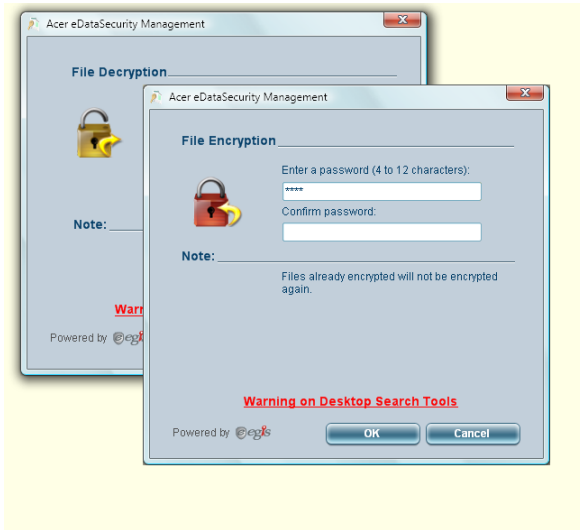 Acer eDataSecurity Management
File Decryption
Note:
Warn
Powered by egi
Acer eDataSecurity Management
File Encryption
Enter a password (4 to 12 characters):
****
Confirm password:
Note:
Files already encrypted will not be encrypted
again.
Warning on Desktop Search Tools
Powered by egis
OK
Cancel